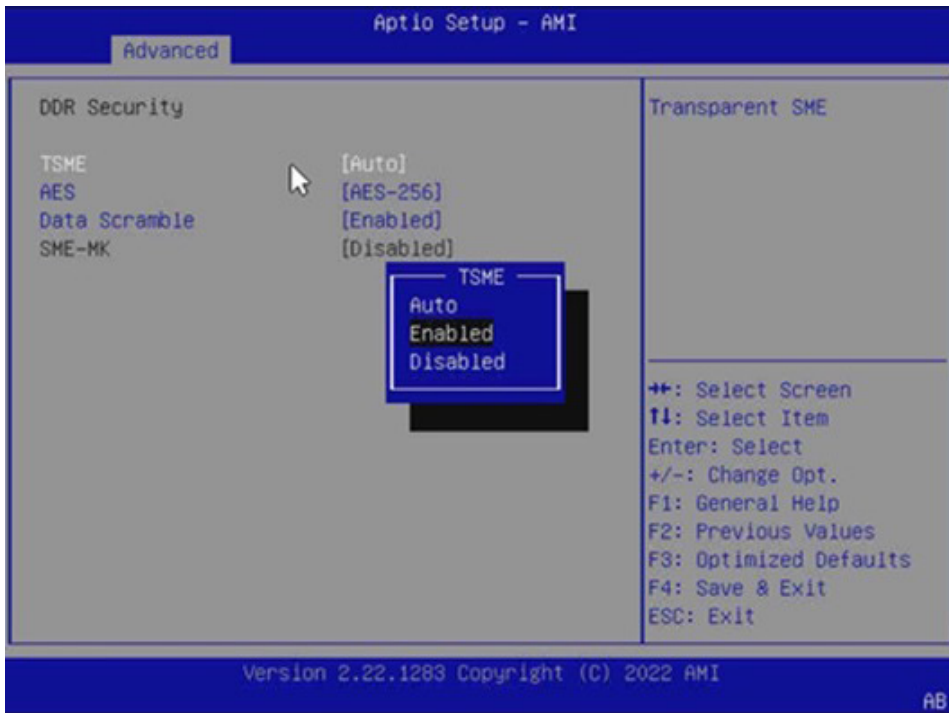 Aptio Setup – AMI
Advanced
DDR Security
TSME [Auto]
AES [AES-256]
Data Scramble [Enabled]
SME-MK [Disabled]
TSME
Auto
Enabled
Disabled
Transparent SME
→←: Select Screen
↑↓: Select Item
Enter: Select
+/-: Change Opt.
F1: General Help
F2: Previous Values
F3: Optimized Defaults
F4: Save & Exit
ESC: Exit
Version 2.22.1283 Copyright (C) 2022 AMI
AB